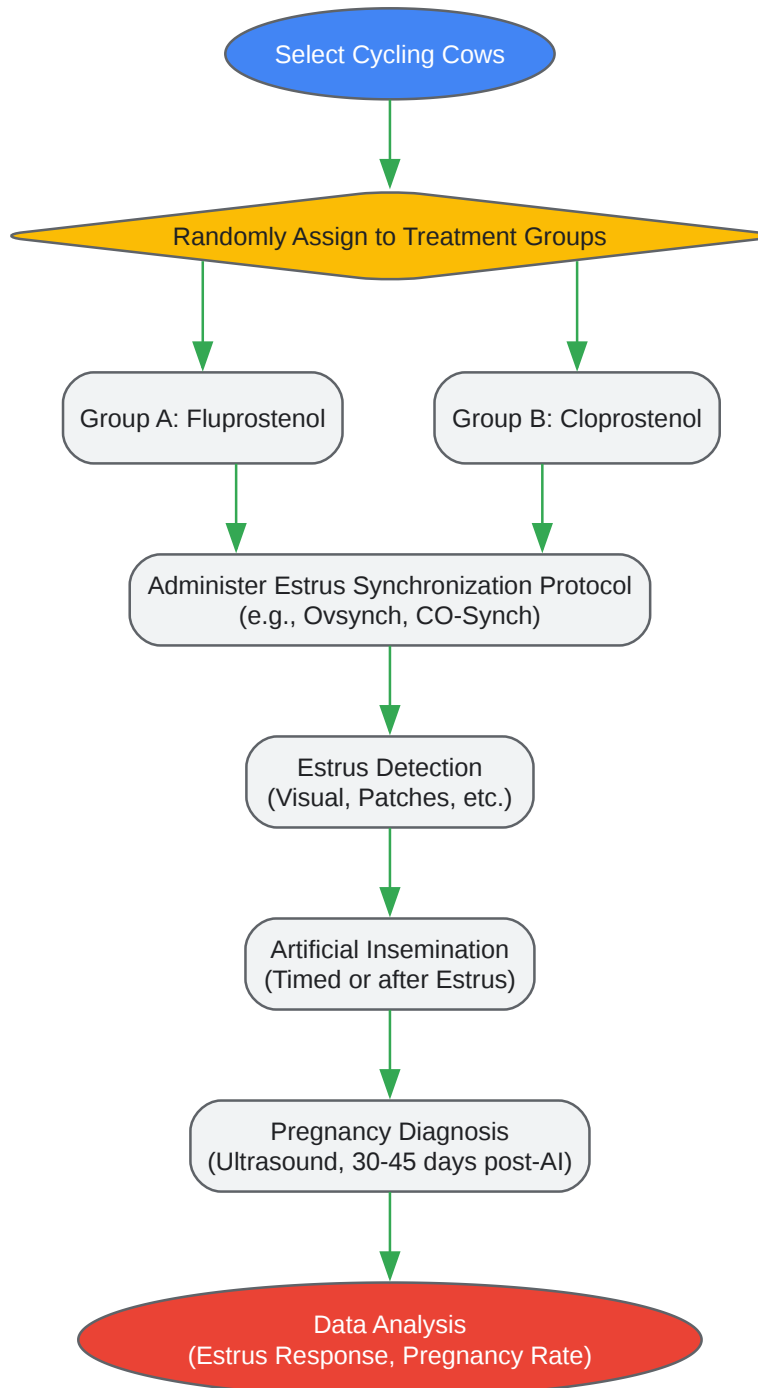 Select Cycling Cows
Randomly Assign to Treatment Groups
Group A: Fluprostenol
Group B: Cloprostenol
Administer Estrus Synchronization Protocol
(e.g., Ovsynch, CO-Synch)
Estrus Detection
(Visual, Patches, etc.)
Artificial Insemination
(Timed or after Estrus)
Pregnancy Diagnosis
(Ultrasound, 30-45 days post-AI)
Data Analysis
(Estrus Response, Pregnancy Rate)